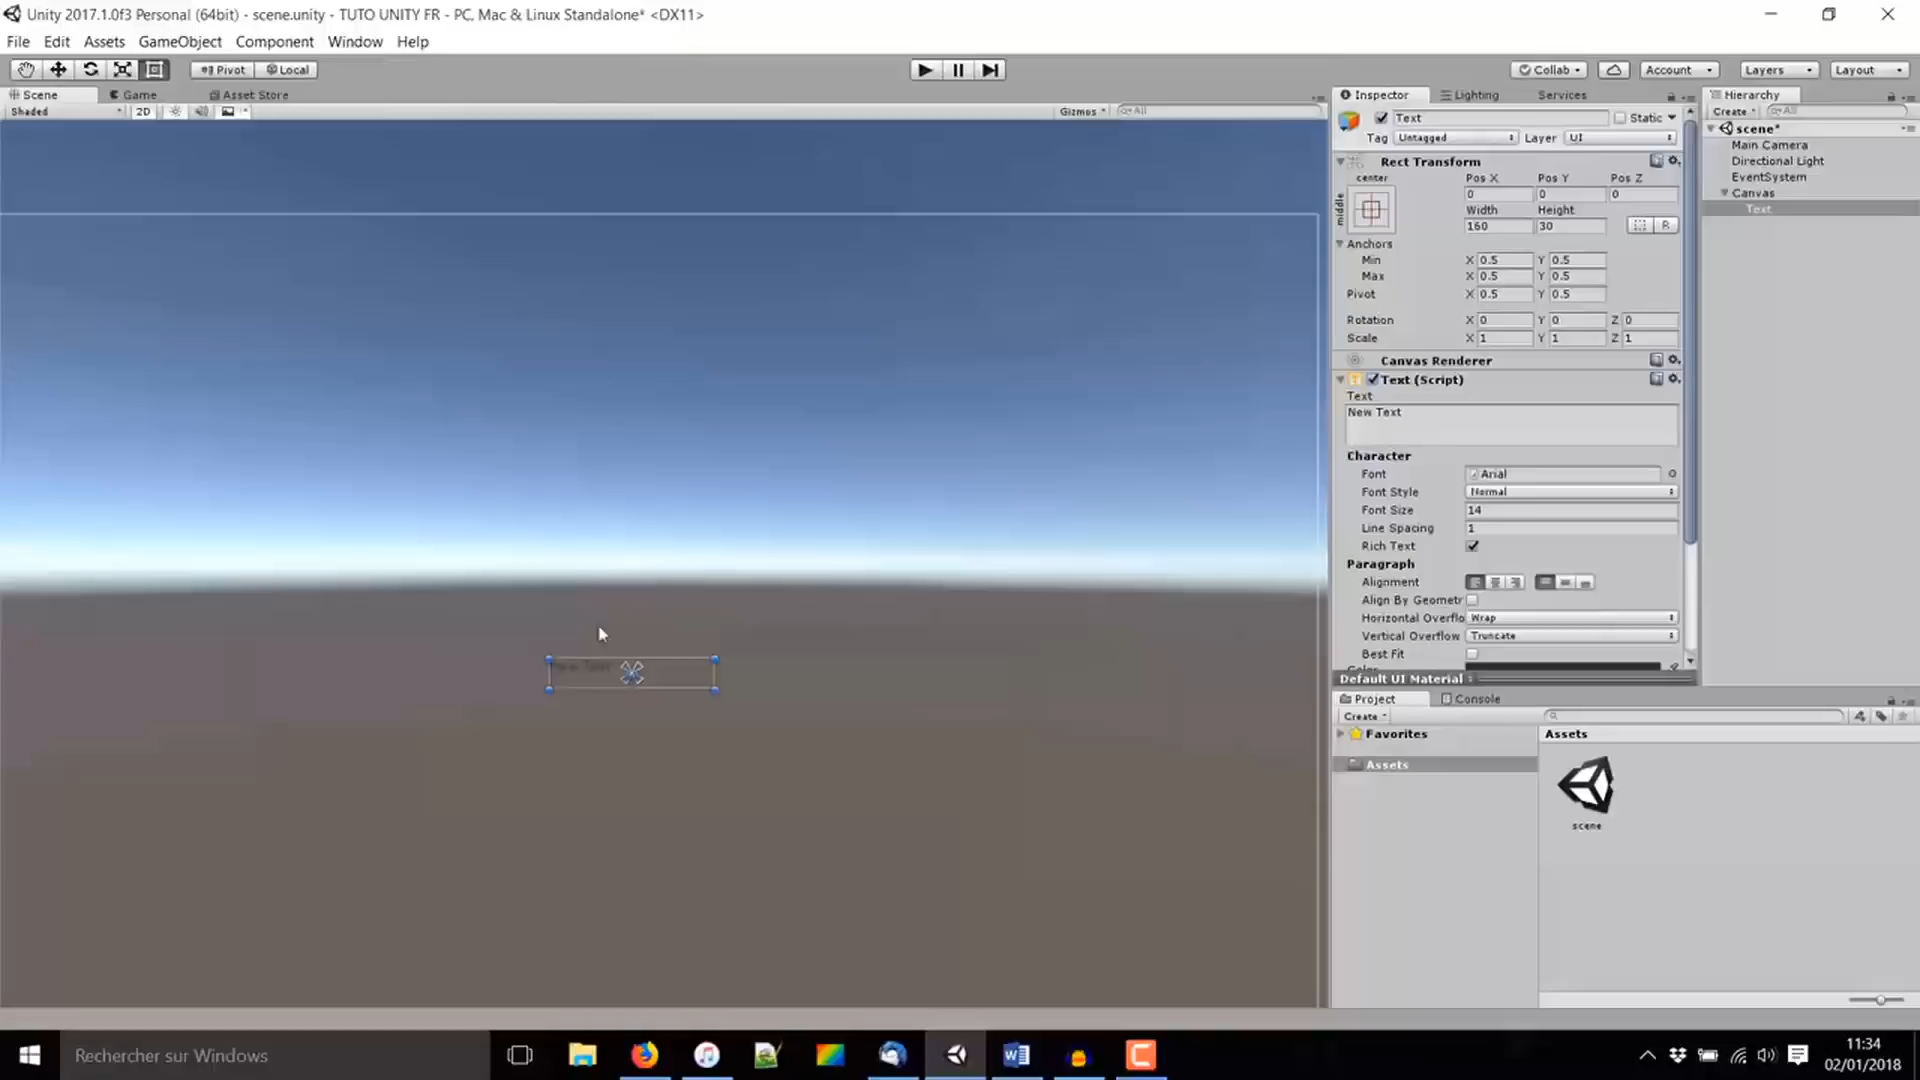 Unity 2017.1.0f3 Personal (64bit) - scene.unity - TUTO UNITY FR - PC, Mac & Linux Standalone* <DX11>
File Edit Assets GameObject Component Window Help
Pivot Local Collab Account Layers Layout
Scene Game Asset Store
Shaded 2D Gizmos All
Inspector Lighting Services
Text Static
Tag Untagged Layer UI
Rect Transform
center
middle
Pos X Pos Y Pos Z
0 0 0
Width Height
160 30
R
Anchors
Min X 0.5 Y 0.5
Max X 0.5 Y 0.5
Pivot X 0.5 Y 0.5
Rotation X 0 Y 0 Z 0
Scale X 1 Y 1 Z 1
Canvas Renderer
Text (Script)
Text
New Text
Character
Font Arial
Font Style Normal
Font Size 14
Line Spacing 1
Rich Text
Paragraph
Alignment
Align By Geometr
Horizontal Overflo Wrap
Vertical Overflow Truncate
Best Fit
Color
Default UI Material
Hierarchy
Create All
scene*
Main Camera
Directional Light
EventSystem
Canvas
Text
New Text
Project Console
Create
Favorites
Assets
Assets
scene
Rechercher sur Windows
11:34
02/01/2018